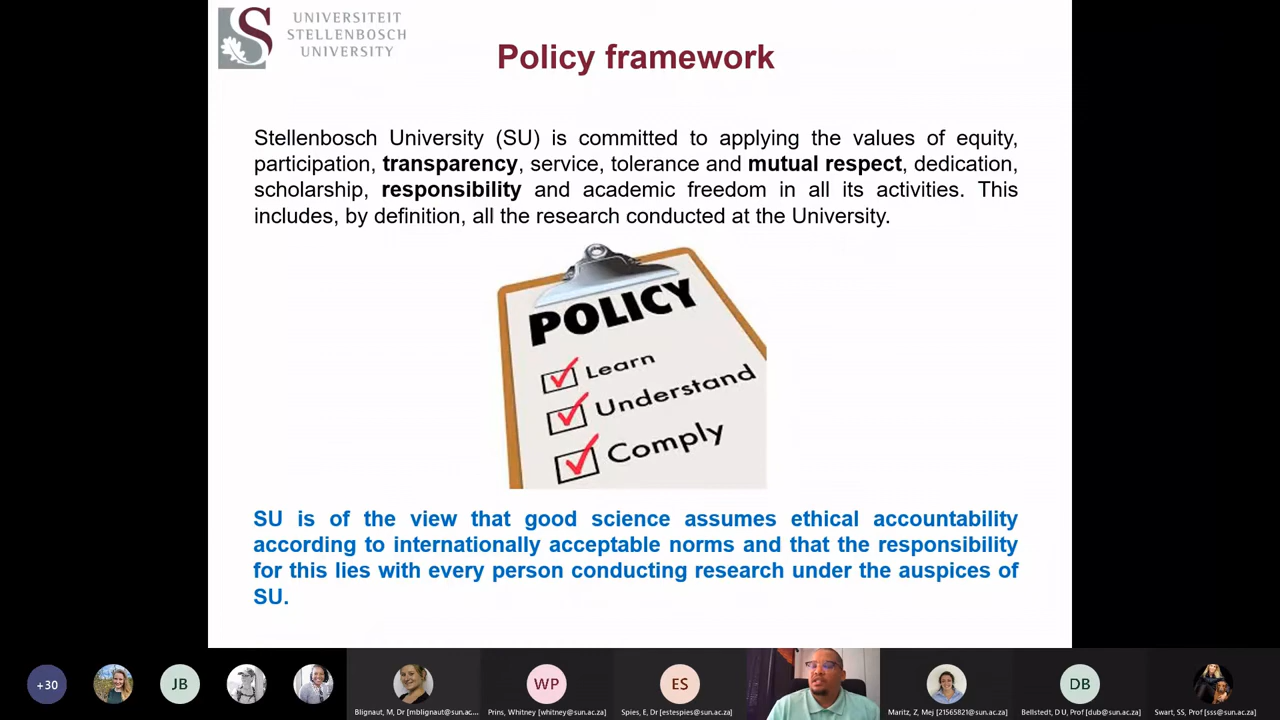 UNIVERSITEIT
STELLENBOSCH
UNIVERSITY
Policy framework
Stellenbosch University (SU) is committed to applying the values of equity,
participation, transparency, service, tolerance and mutual respect, dedication,
scholarship, responsibility and academic freedom in all its activities. This
includes, by definition, all the research conducted at the University.
POLICY
Learn
Understand
Comply
SU is of the view that good science assumes ethical accountability
according to internationally acceptable norms and that the responsibility
for this lies with every person conducting research under the auspices of
SU.
+30
JB
WP
ES
DB
Blignaut, M, Dr [mblignaut@sun.ac....
Prins, Whitney [whitney@sun.ac.za]
Spies, E, Dr [estespies@sun.ac.za]
Maritz, Z, Mej [21565821@sun.ac.za]
Bellstedt, D U, Prof [dub@sun.ac.za]
Swart, SS, Prof [sss@sun.ac.za]